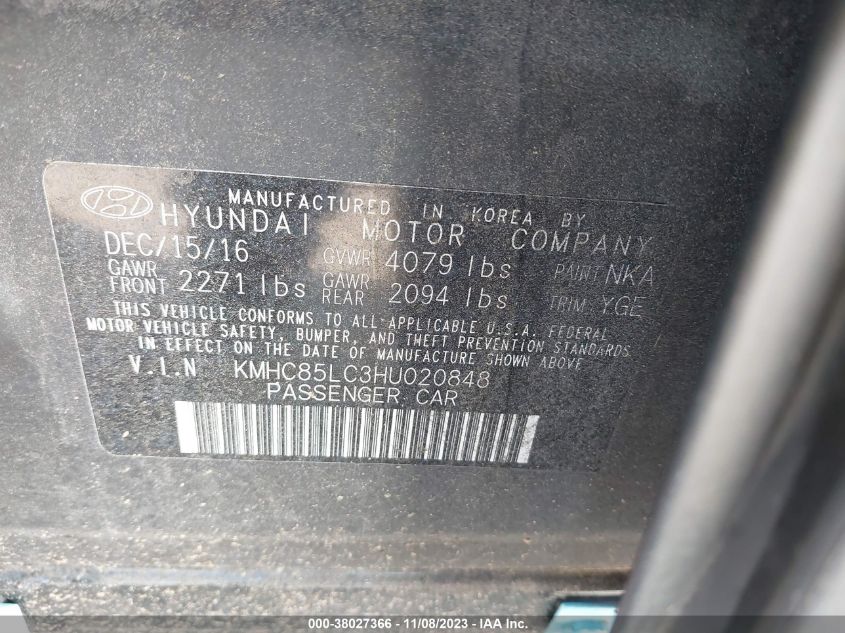 MANUFACTURED IN KOREA BY
HYUNDAI MOTOR COMPANY
DEC/15/16 GVWR 4079 lbs PAINT NKA
GAWR FRONT 2271 lbs GAWR REAR 2094 lbs TRIM YGE
THIS VEHICLE CONFORMS TO ALL APPLICABLE U.S.A. FEDERAL
MOTOR VEHICLE SAFETY, BUMPER, AND THEFT PREVENTION STANDARDS
IN EFFECT ON THE DATE OF MANUFACTURE SHOWN ABOVE
V.I.N KMHC85LC3HU020848
PASSENGER CAR
000-38027366 - 11/08/2023 - IAA Inc.